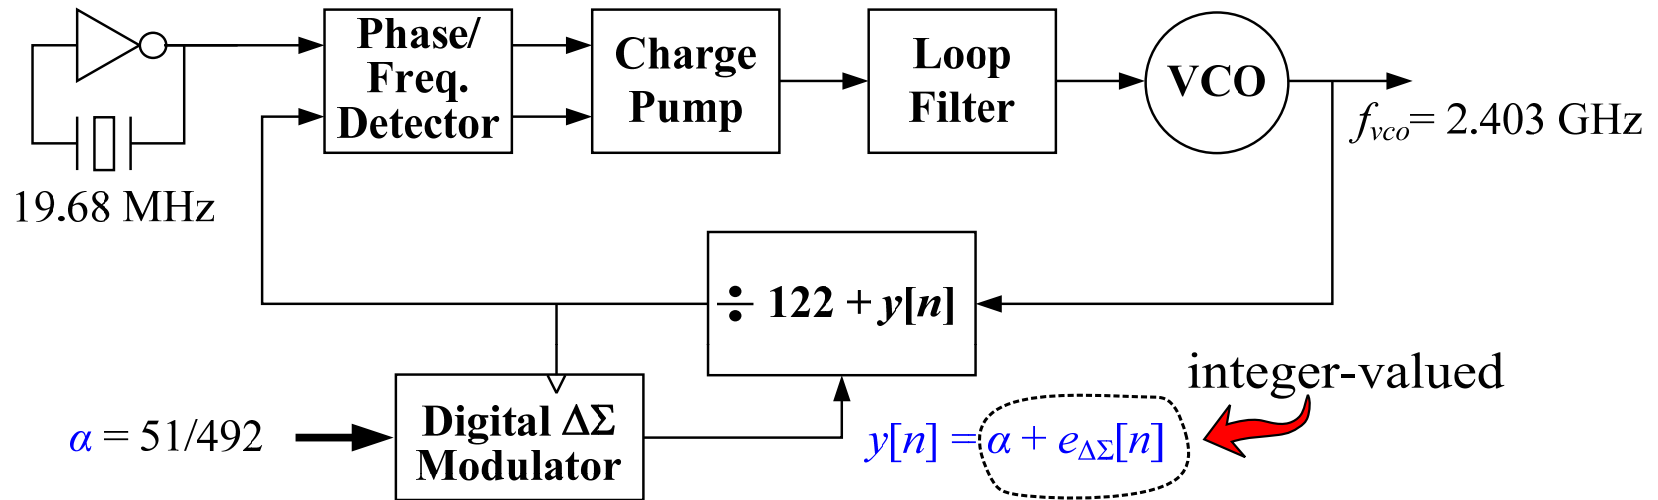 Phase/
Freq.
Detector
Charge
Pump
Loop
Filter
VCO
f_vco= 2.403 GHz
19.68 MHz
÷ 122 + y[n]
integer-valued
α = 51/492
Digital ΔΣ
Modulator
y[n] = α + e_ΔΣ[n]